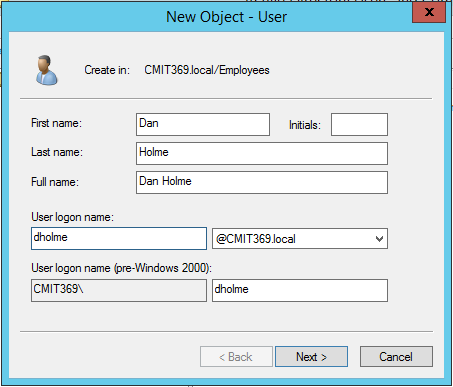 New Object - User
x
Create in: CMIT369.local/Employees
First name: Dan Initials:
Last name: Holme
Full name: Dan Holme
User logon name:
dholme @CMIT369.local
User logon name (pre-Windows 2000):
CMIT369\ dholme
< Back Next > Cancel